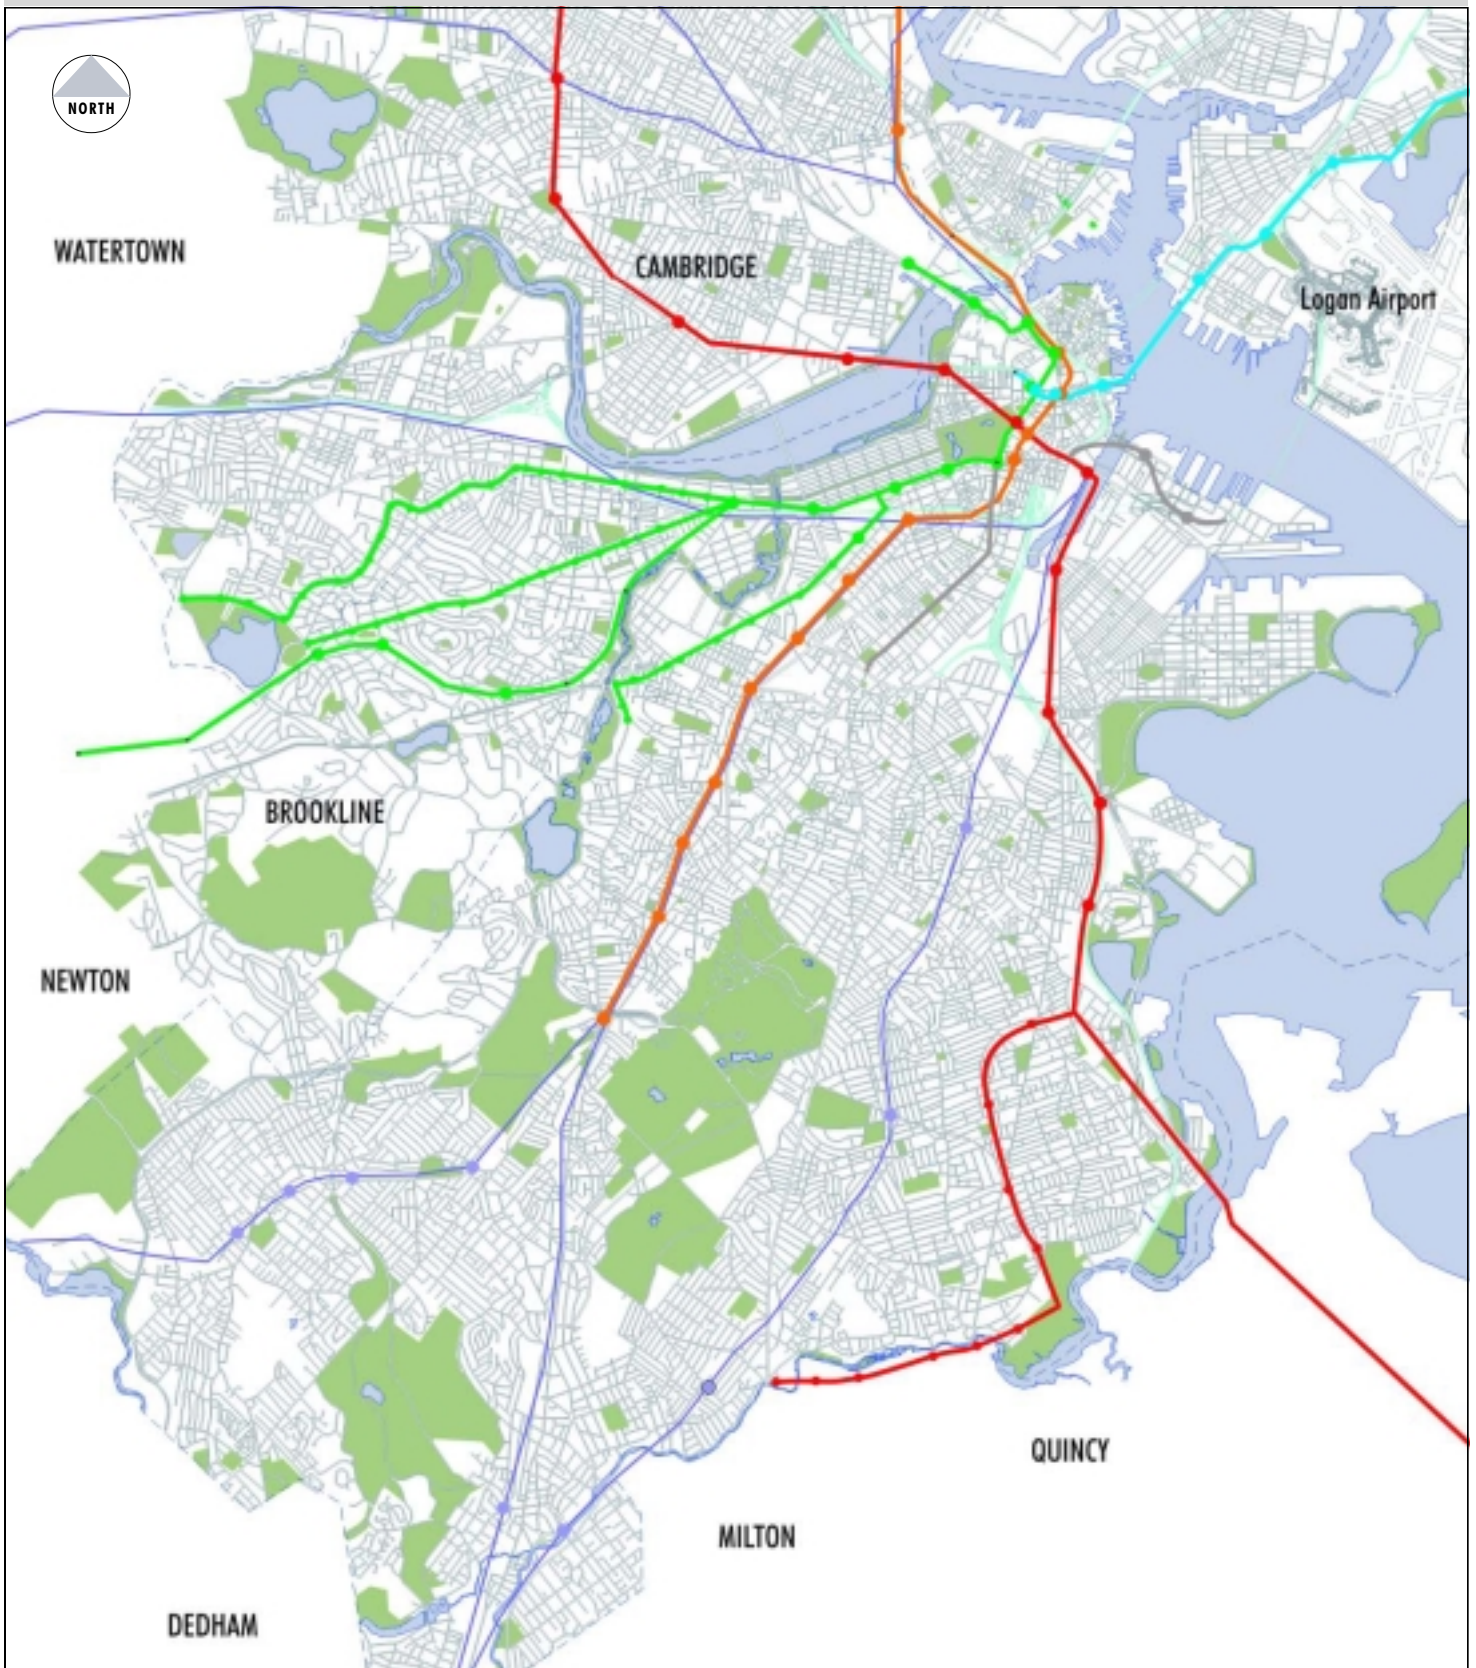 NORTH
WATERTOWN
CAMBRIDGE
Logan Airport
BROOKLINE
NEWTON
QUINCY
MILTON
DEDHAM